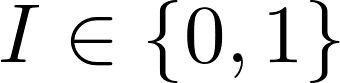 I ∈ {0, 1}